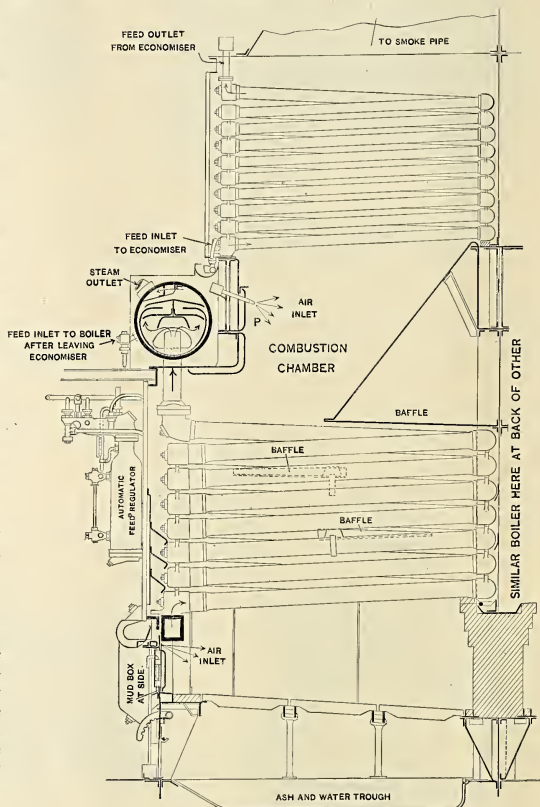 FEED OUTLET
FROM ECONOMISER
TO SMOKE PIPE
FEED INLET
TO ECONOMISER
STEAM
OUTLET
AIR
INLET
P
FEED INLET TO BOILER
AFTER LEAVING
ECONOMISER
COMBUSTION
CHAMBER
BAFFLE
BAFFLE
BAFFLE
AUTOMATIC
FEED REGULATOR
SIMILAR BOILER HERE AT BACK OF OTHER
MUD BOX
AT SIDE.
AIR
INLET
ASH AND WATER TROUGH